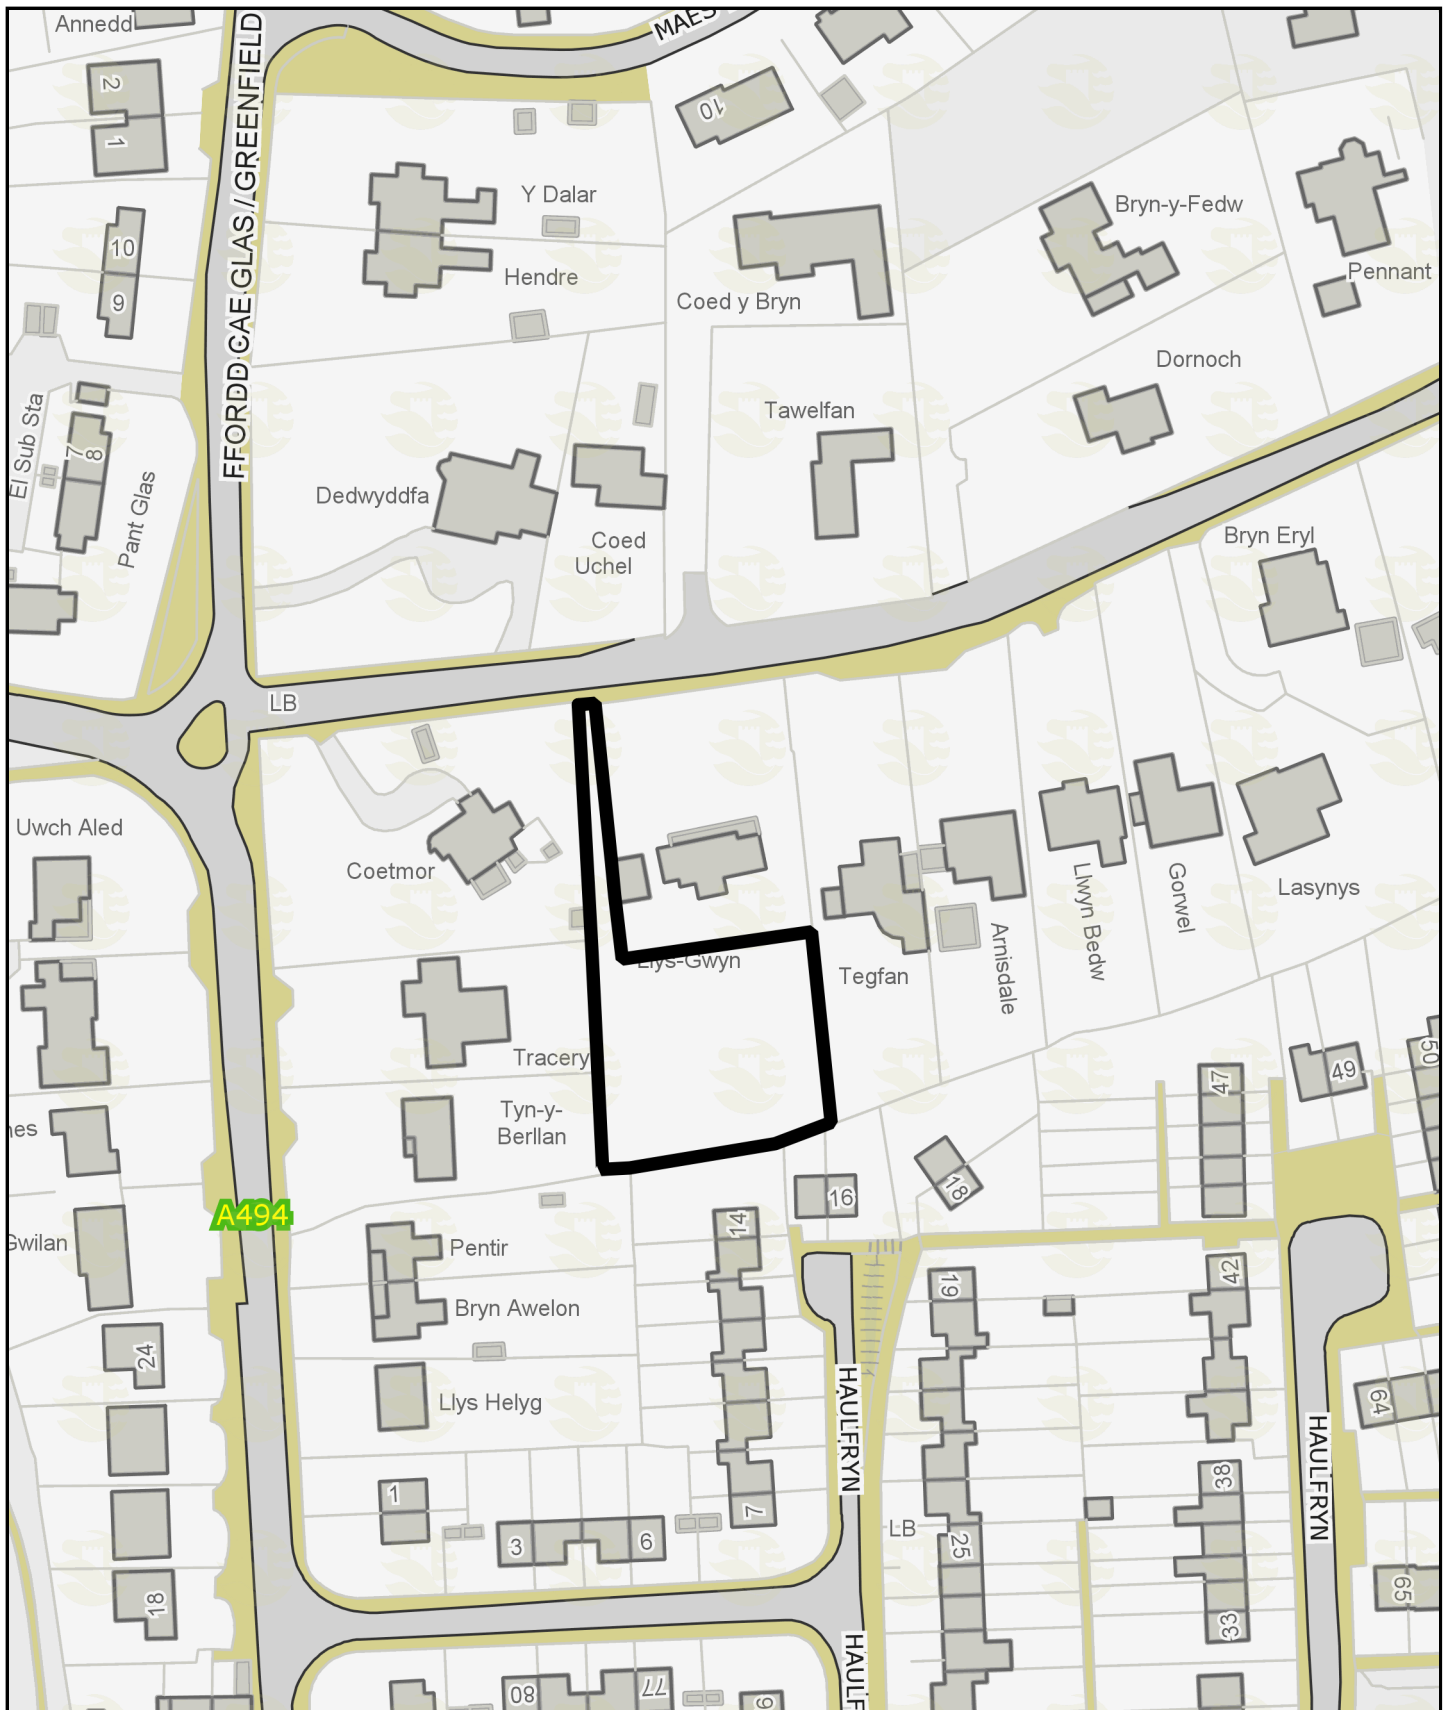 Annedd
MAES
FFORDD CAE GLAS / GREENFIELD
2
1
10
Y Dalar
Bryn-y-Fedw
10
Hendre
Pennant
9
Coed y Bryn
Dornoch
El Sub Sta
7
8
Tawelfan
Pant Glas
Dedwyddfa
Coed
Uchel
Bryn Eryl
LB
Uwch Aled
Coetmor
Llwyn Bedw
Gorwel
Lasynys
Llys-Gwyn
Tegfan
Arnisdale
Tracery
47
49
50
Tyn-y-
Berllan
16
18
A494
14
Gwilan
Pentir
19
42
Bryn Awelon
24
Llys Helyg
64
HAULFRYN
HAULFRYN
1
38
7
3
6
LB
25
65
18
33
80
77
HAULF